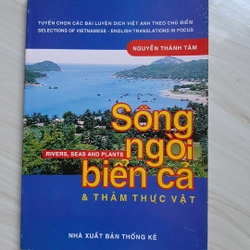 TUYỂN CHỌN CÁC BÀI LUYỆN DỊCH VIỆT ANH THEO CHỦ ĐIỂM
SELECTIONS OF VIETNAMESE - ENGLISH TRANSLATIONS IN FOCUS
NGUYỄN THÀNH TÂM
Sông
ngòi
RIVERS, SEAS AND PLANTS
biển cả
& THẢM THỰC VẬT
NHÀ XUẤT BẢN THỐNG KÊ